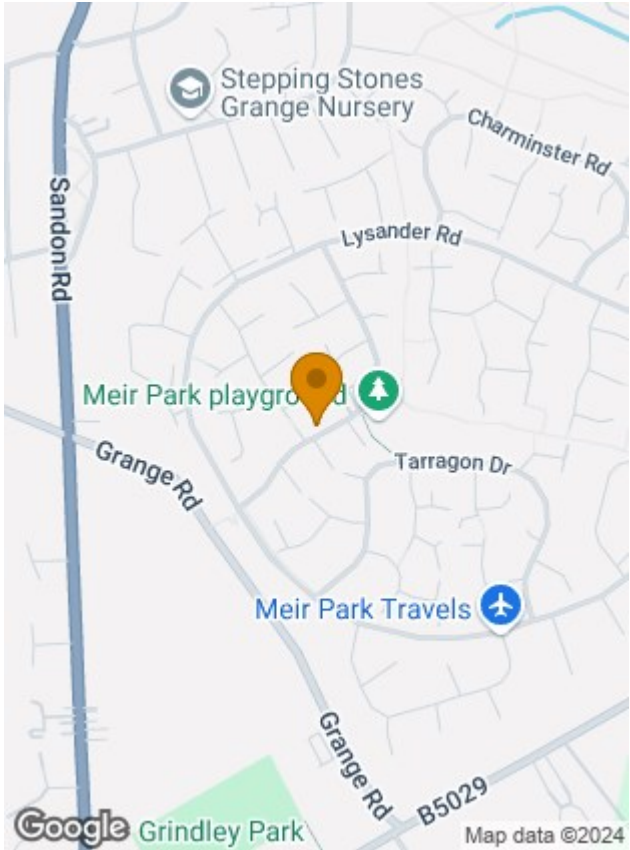 Stepping Stones
Grange Nursery
Charminster Rd
Sandon Rd
Lysander Rd
Meir Park playground
Grange Rd
Tarragon Dr
Meir Park Travels
Grange Rd
B5029
Google
Grindley Park
Map data ©2024